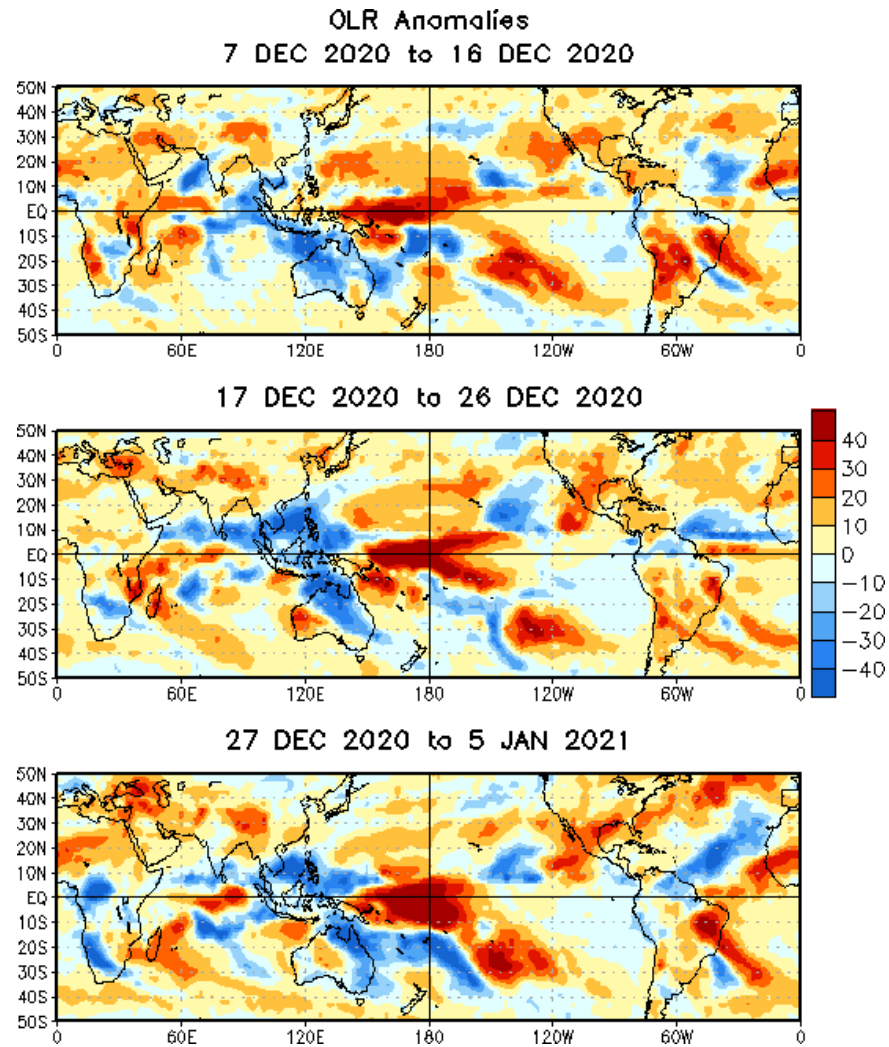 OLR Anomalies
7 DEC 2020 to 16 DEC 2020
50N
40N
30N
20N
10N
EQ
10S
20S
30S
40S
50S
0 60E 120E 180 120W 60W 0
17 DEC 2020 to 26 DEC 2020
50N
40N
30N
20N
10N
EQ
10S
20S
30S
40S
50S
0 60E 120E 180 120W 60W 0
40
30
20
10
0
−10
−20
−30
−40
27 DEC 2020 to 5 JAN 2021
50N
40N
30N
20N
10N
EQ
10S
20S
30S
40S
50S
0 60E 120E 180 120W 60W 0